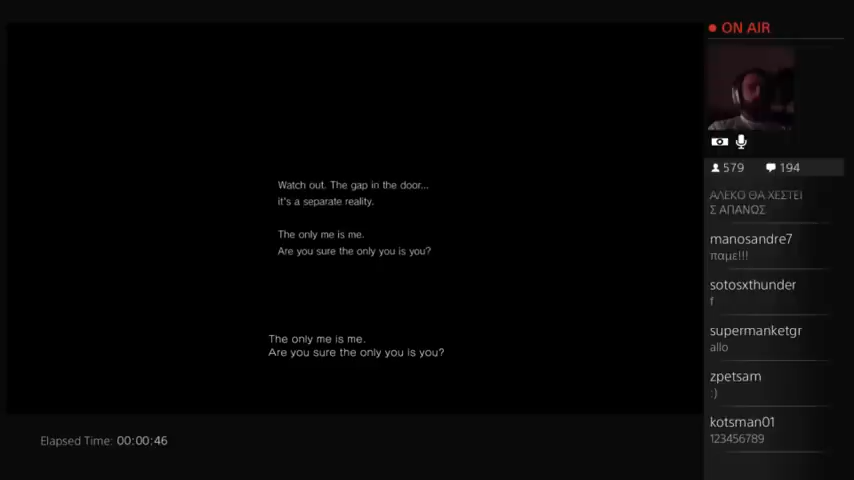 Watch out. The gap in the door...
it's a separate reality.
The only me is me.
Are you sure the only you is you?
The only me is me.
Are you sure the only you is you?
Elapsed Time: 00:00:46
ON AIR
579 194
ΑΛΕΚΟ ΘΑ ΧΕΣΤΕΙ
Σ ΑΠΑΝΩΣ
manosandre7
παμε!!!
sotosxthunder
f
supermanketgr
allo
zpetsam
:)
kotsman01
123456789